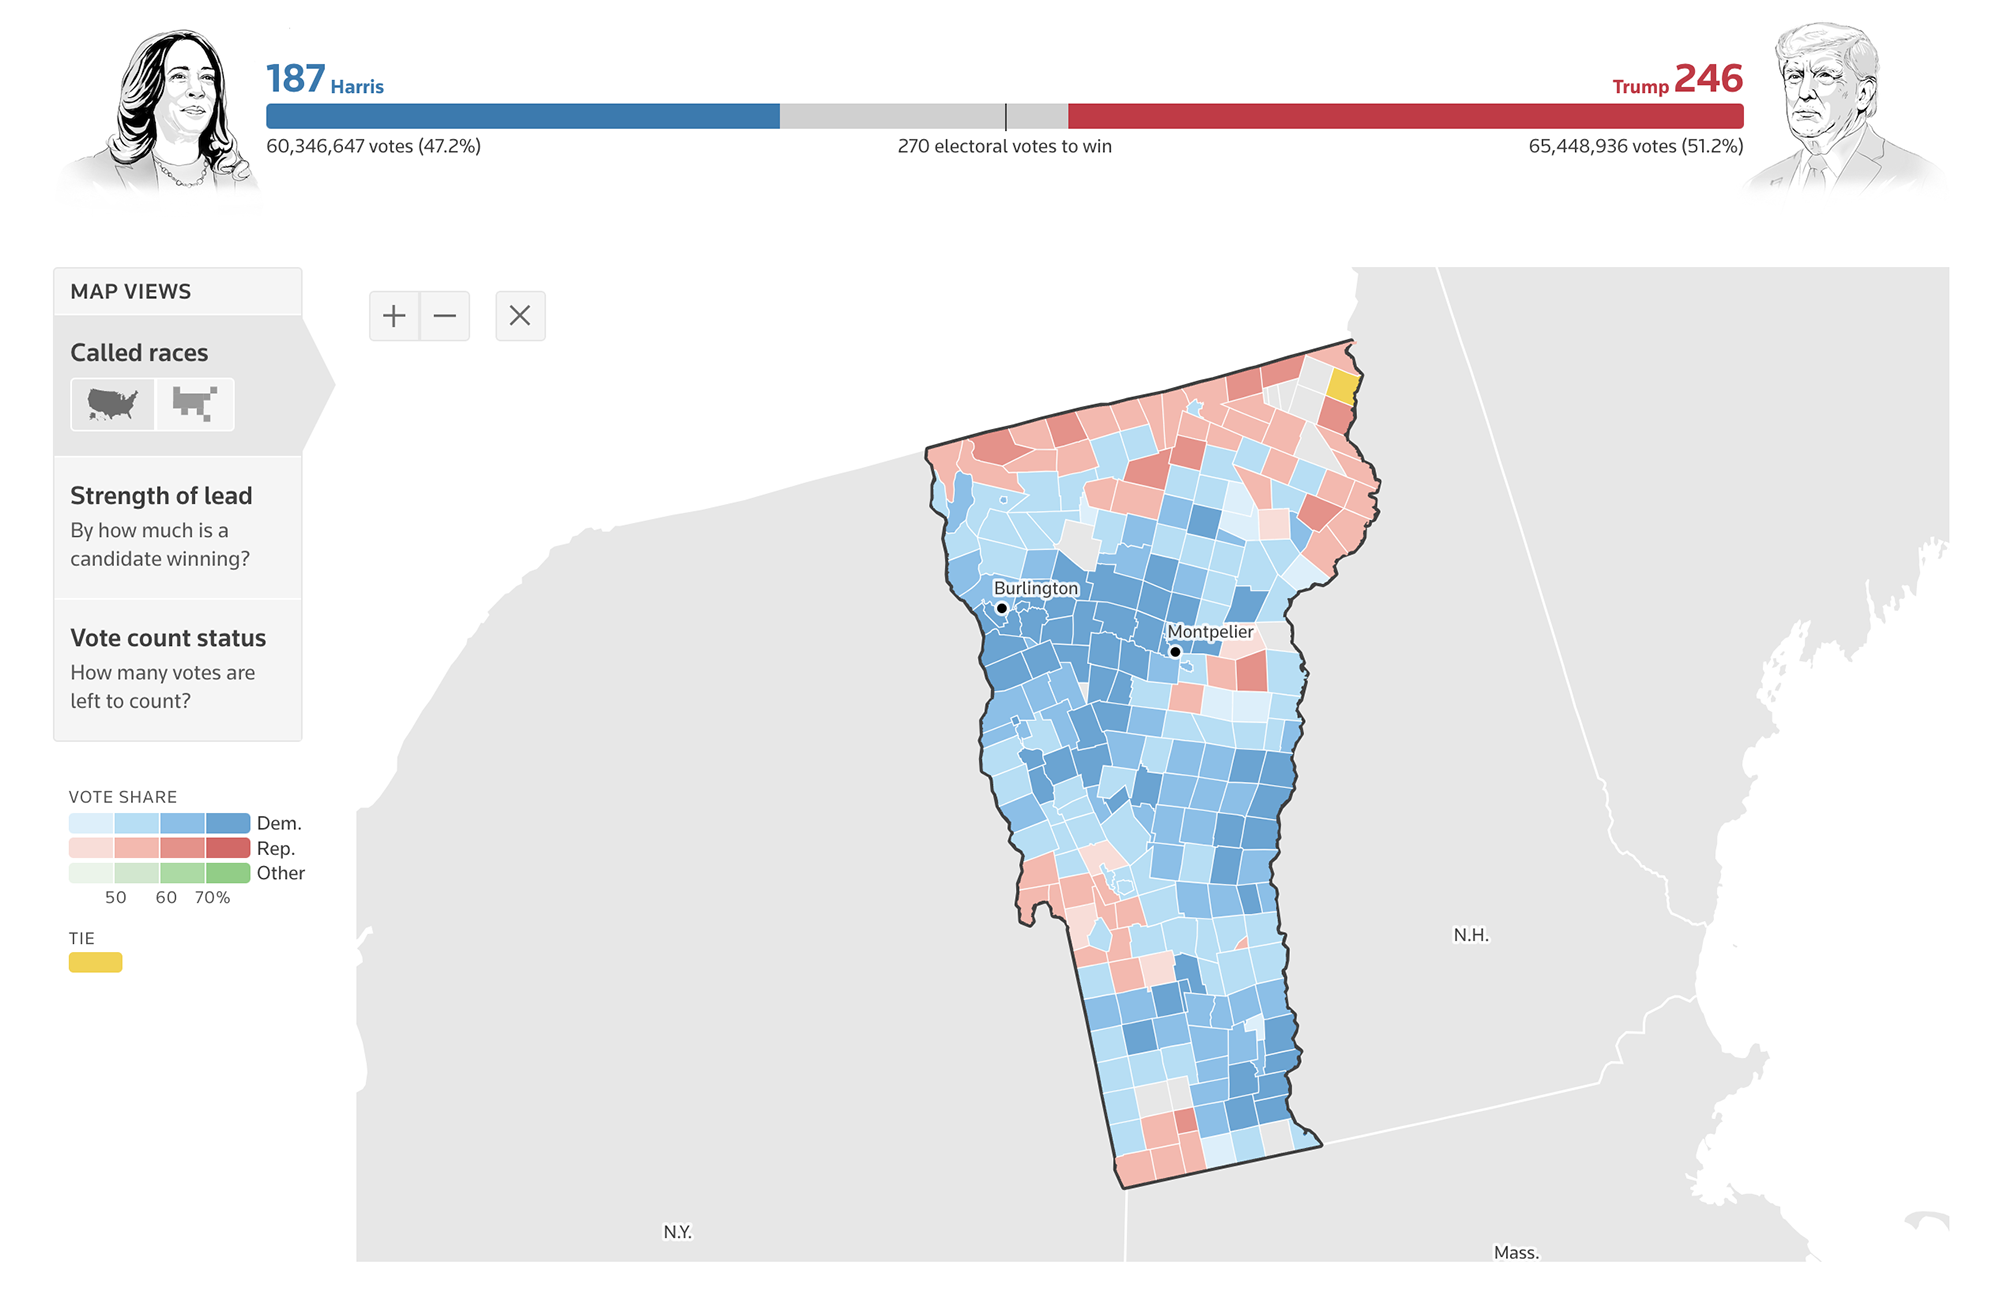 187 Harris
Trump 246
60,346,647 votes (47.2%)
270 electoral votes to win
65,448,936 votes (51.2%)
MAP VIEWS
Called races
Strength of lead
By how much is a
candidate winning?
Vote count status
How many votes are
left to count?
VOTE SHARE
Dem.
Rep.
Other
50 60 70%
TIE
Burlington
Montpelier
N.H.
N.Y.
Mass.